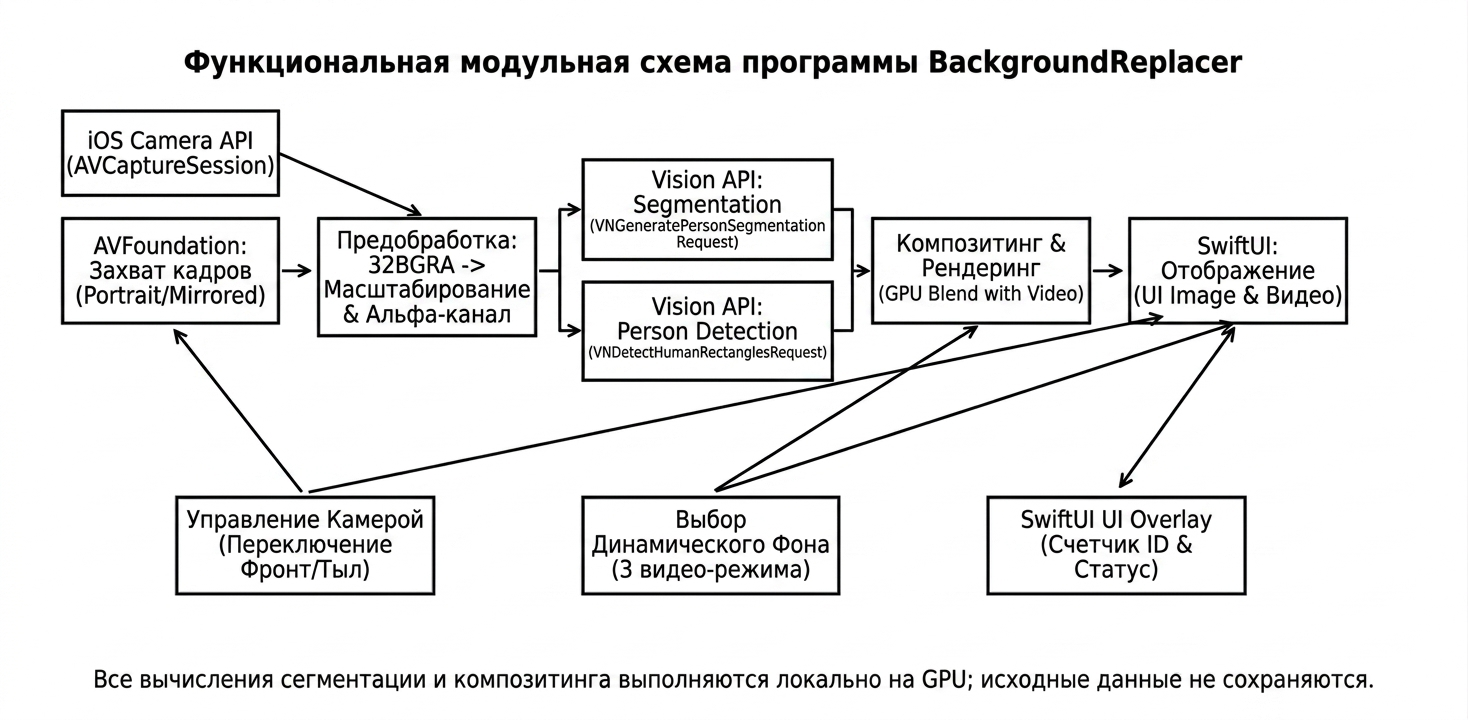 Функциональная модульная схема программы BackgroundReplacer
iOS Camera API
(AVCaptureSession)
AVFoundation:
Захват кадров
(Portrait/Mirrored)
Предобработка:
32BGRA ->
Масштабирование
& Альфа-канал
Vision API:
Segmentation
(VNGeneratePersonSegmentation
Request)
Vision API:
Person Detection
(VNDetectHumanRectanglesRequest)
Композитинг &
Рендеринг
(GPU Blend with Video)
SwiftUI:
Отображение
(UI Image & Видео)
Управление Камерой
(Переключение
Фронт/Тыл)
Выбор
Динамического Фона
(3 видео-режима)
SwiftUI UI Overlay
(Счетчик ID &
Статус)
Все вычисления сегментации и композитинга выполняются локально на GPU; исходные данные не сохраняются.